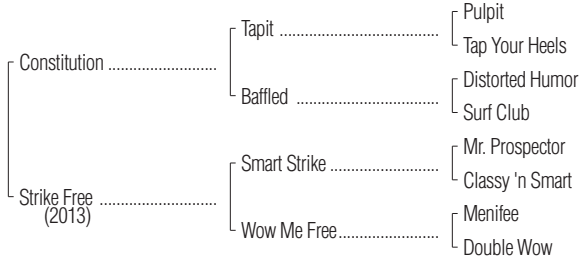 Pulpit
Tapit ............................
Tap Your Heels
Constitution ...........................
Distorted Humor
Baffled ....................................
Surf Club
Mr. Prospector
Smart Strike ...........................
Classy 'n Smart
Strike Free .............................
(2013)
Menifee
Wow Me Free.........................
Double Wow